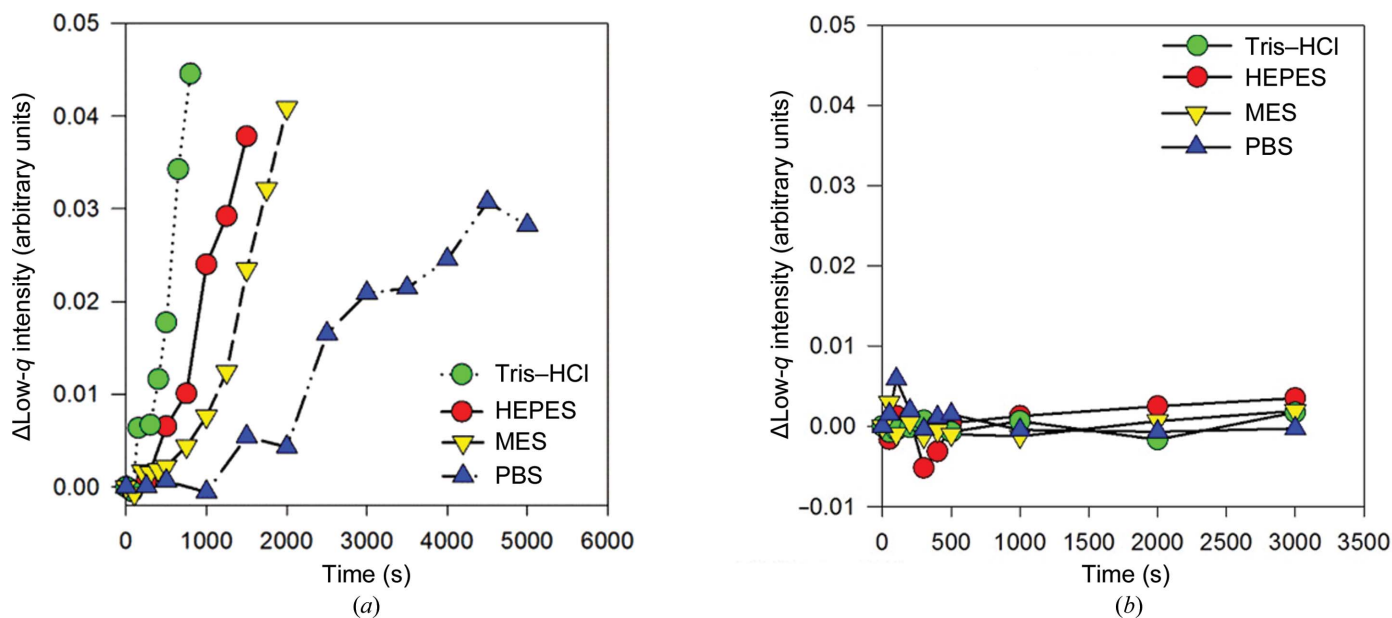 ΔLow-q intensity (arbitrary units)
0.05
0.04
0.03
0.02
0.01
0.00
Tris–HCl
HEPES
MES
PBS
0 1000 2000 3000 4000 5000 6000
Time (s)
(a)
ΔLow-q intensity (arbitrary units)
0.05
0.04
0.03
0.02
0.01
0.00
–0.01
Tris–HCl
HEPES
MES
PBS
0 500 1000 1500 2000 2500 3000 3500
Time (s)
(b)